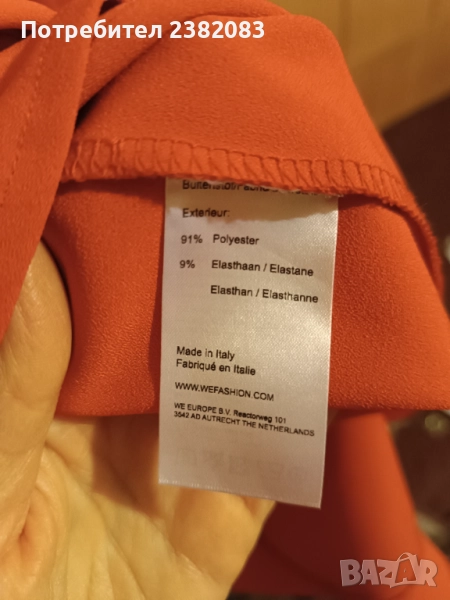 Потребител 2382083
Exterieur:
91% Polyester
9% Elasthaan / Elastane
Elasthan / Elasthanne
Made in Italy
Fabriqué en Italie
WWW.WEFASHION.COM
WE EUROPE B.V. Reactorweg 101
3542 AD AUTRECHT THE NETHERLANDS
BAZAR